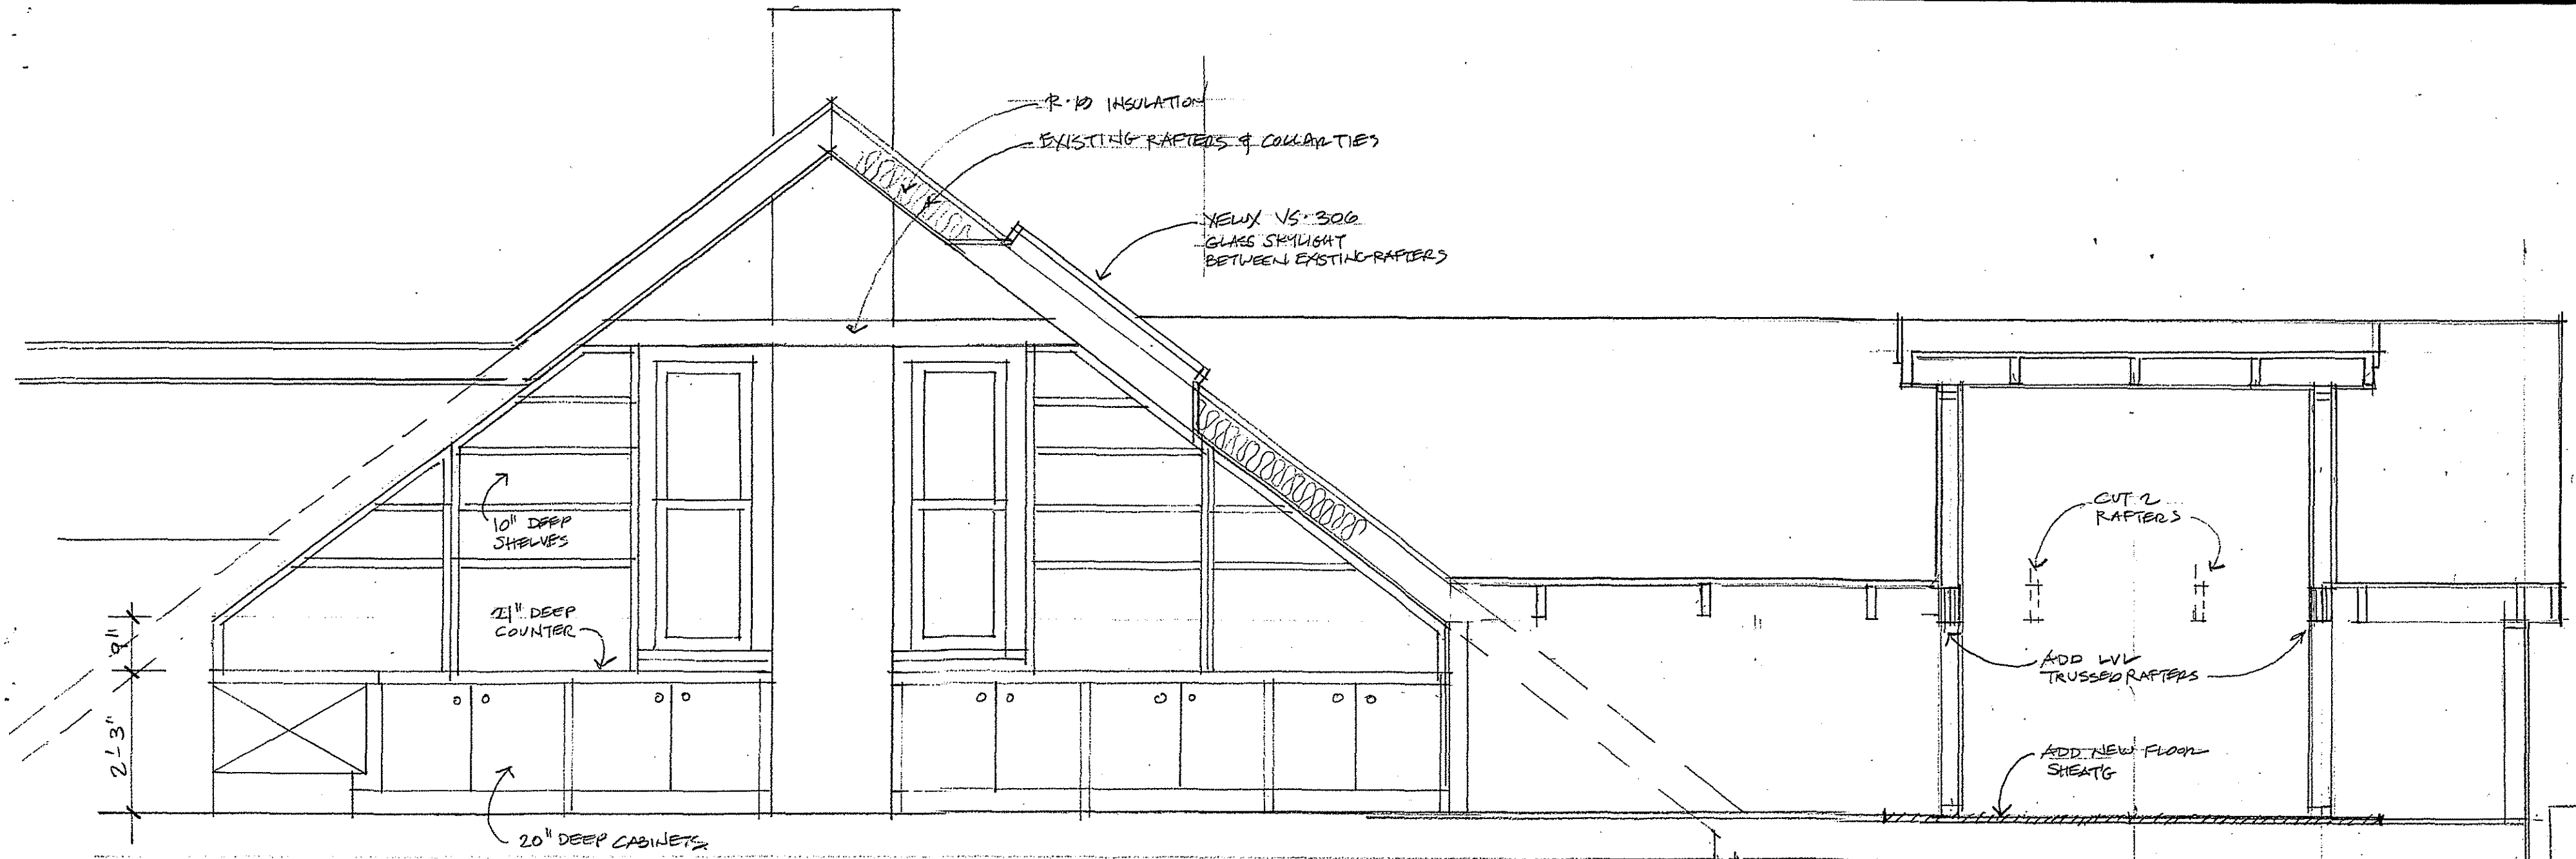 R-19 INSULATION
EXISTING RAFTERS & COLLAR TIES
VELUX VS-306
GLASS SKYLIGHT
BETWEEN EXISTING RAFTERS
10" DEEP
SHELVES
21" DEEP
COUNTER
9"
2'-3"
20" DEEP CABINETS
CUT 2
RAFTERS
ADD LVL
TRUSSED RAFTERS
ADD NEW FLOOR
SHEAT'G